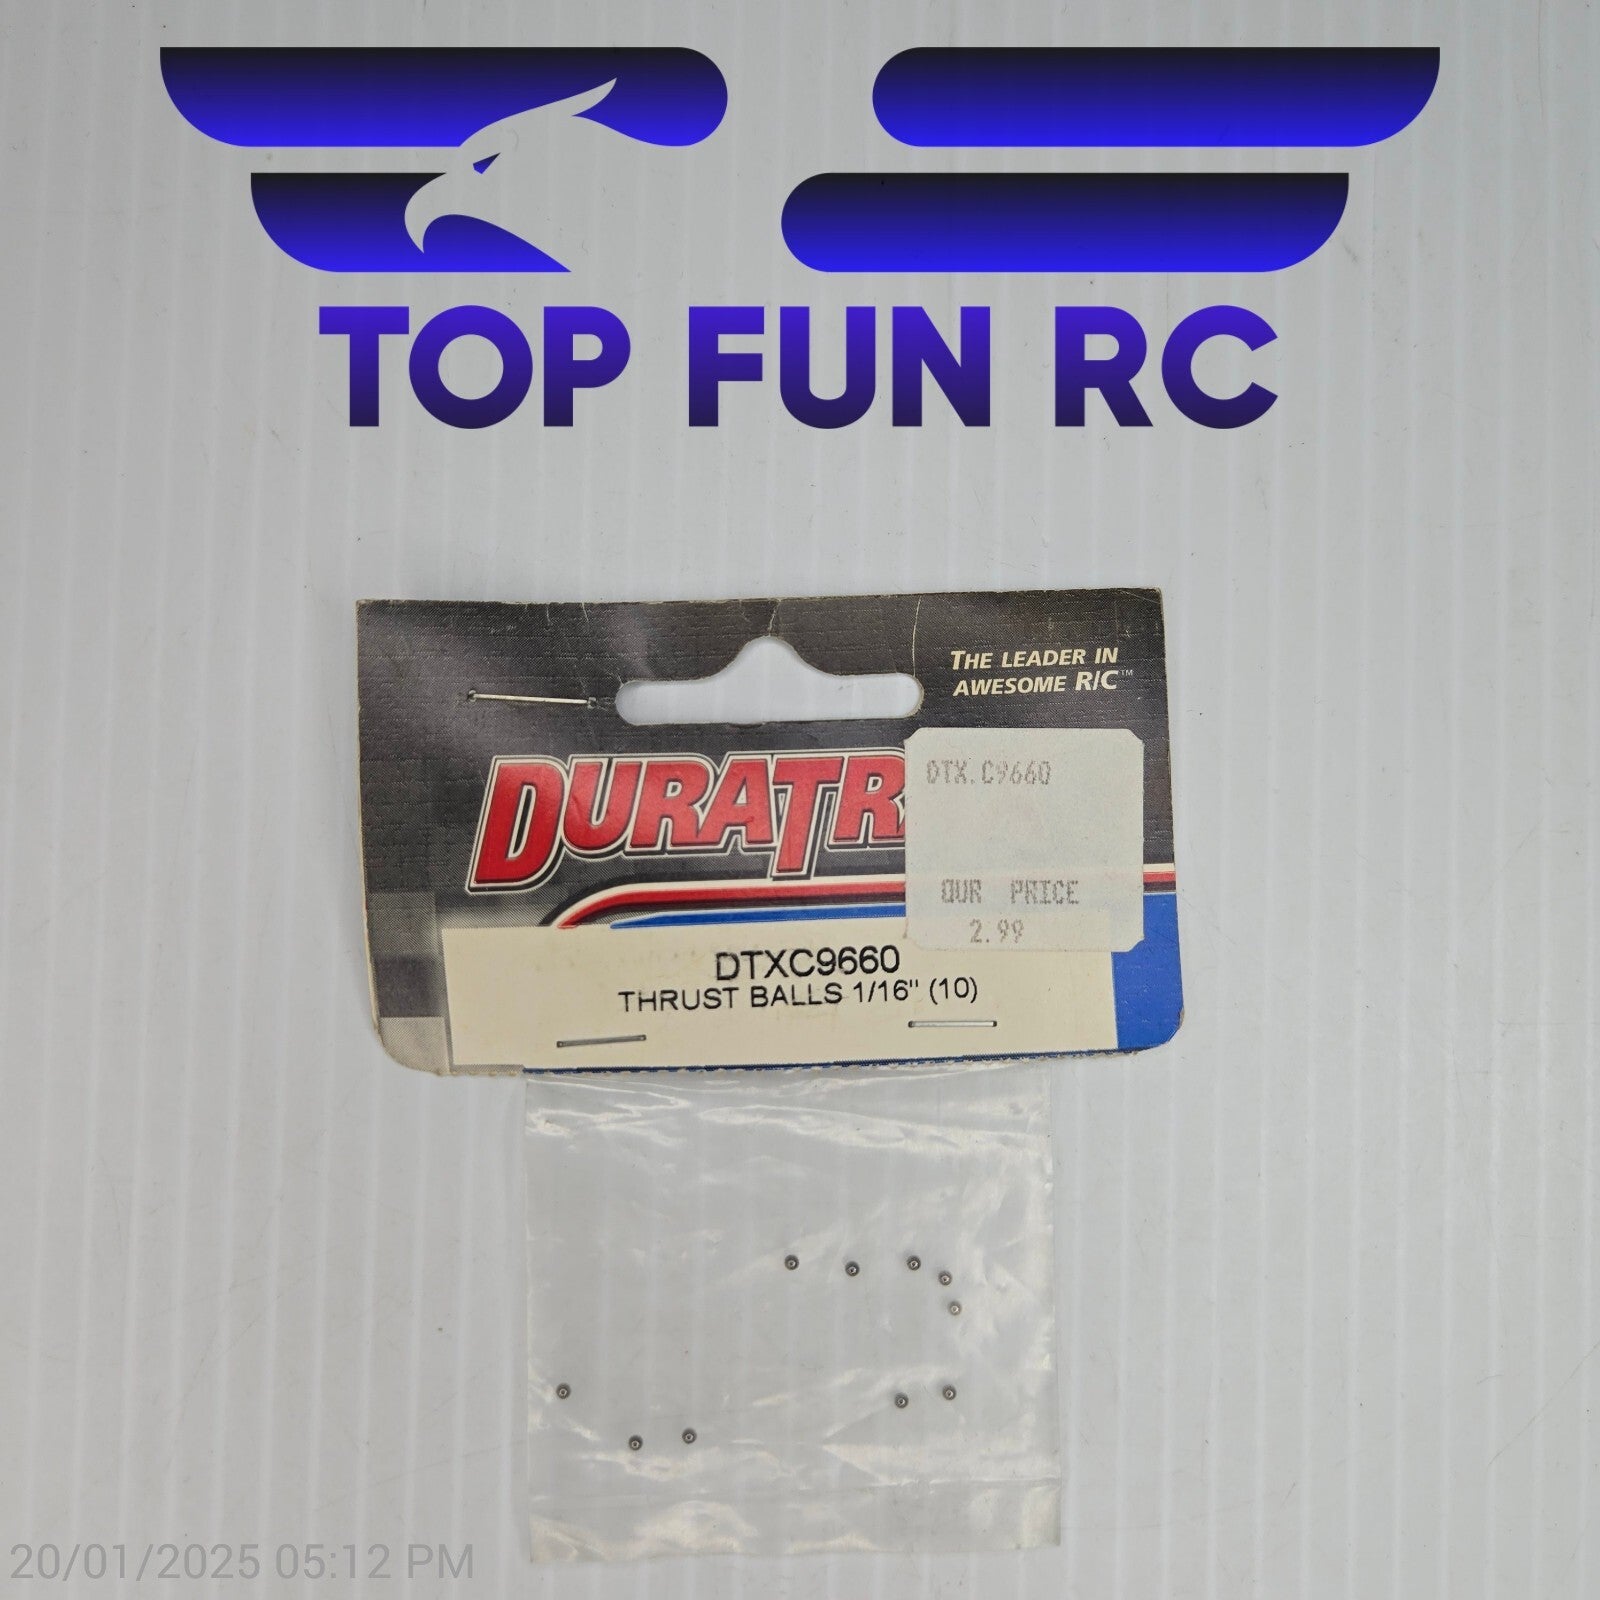 TOP FUN RC
THE LEADER IN
AWESOME R/C™
DURATR
DTX.C9660
OUR PRICE
2.99
DTXC9660
THRUST BALLS 1/16" (10)
20/01/2025 05:12 PM